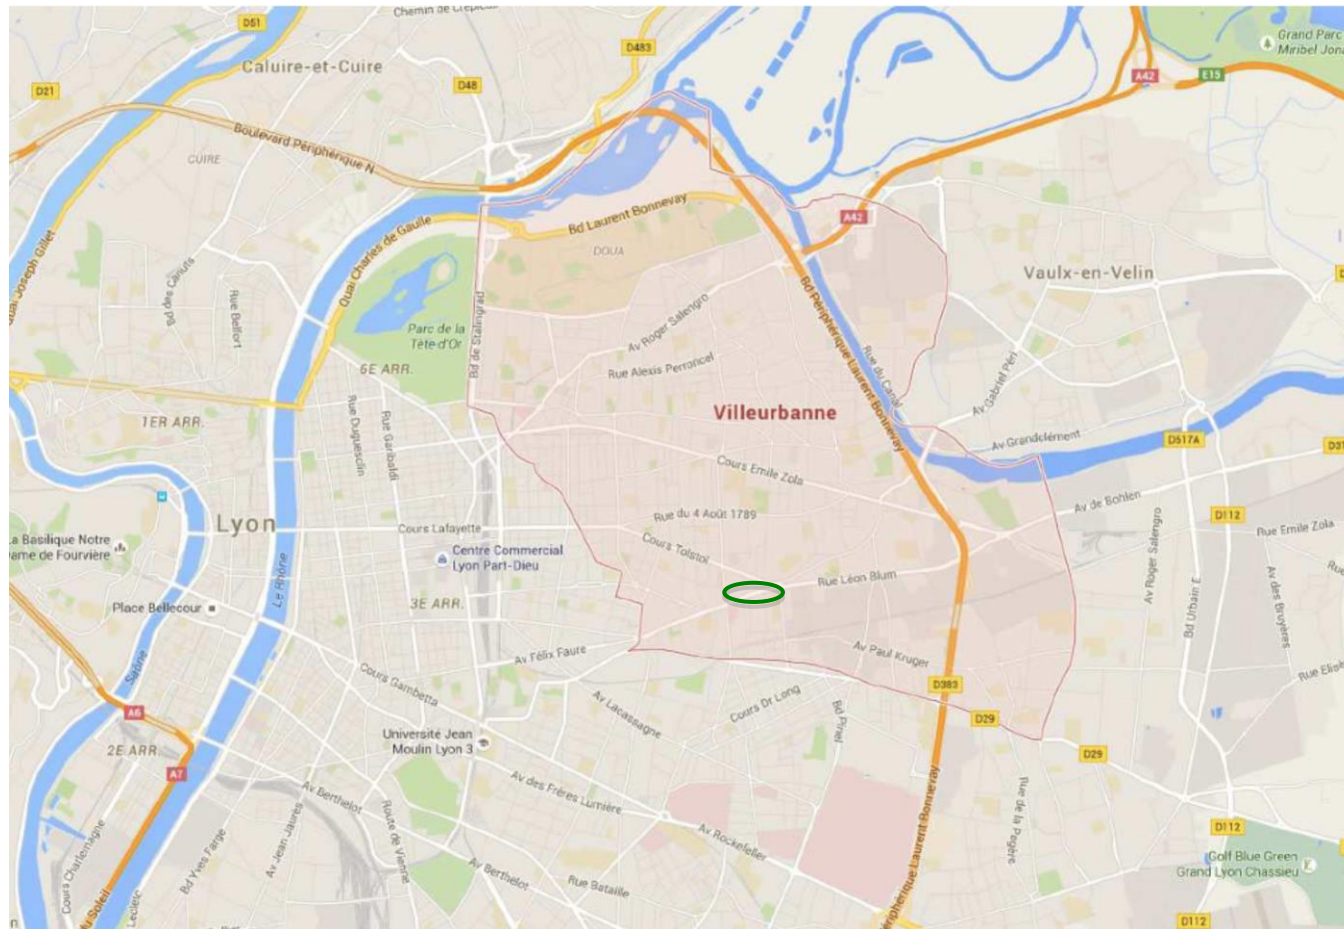 Chemin de Crépieux
D51
D483
Grand Parc
Miribel Jona
Caluire-et-Cuire
A42
E15
D48
D21
Boulevard Périphérique N
CUIRE
Quai Joseph Gillet
Bd des Canuts
Rue Belfort
Quai Charles de Gaulle
Bd Laurent Bonnevay
DOUA
A42
Vaulx-en-Velin
Parc de la
Tête d'Or
Bd de Stalingrad
Av Roger Salengro
Rue Alexis Perroncel
Bd Périphérique Laurent Bonnevay
Rue du Canal
Av Gabriel Péri
6E ARR.
1ER ARR.
Rue Duguesclin
Rue Garibaldi
Villeurbanne
Av Grandclément
D517A
Cours Emile Zola
Av de Bohlen
D112
Lyon
Cours Lafayette
Rue du 4 Août 1789
Rue Emile Zola
La Basilique Notre
Dame de Fourvière
Centre Commercial
Lyon Part-Dieu
Cours Tolstoï
Rue Léon Blum
Le Rhône
3E ARR.
Place Bellecour
Av Roger Salengro
Bd Urbain E
Av des Bruyères
Saône
Av Félix Faure
Av Paul Kruger
Cours Gambetta
D383
A6
Av Lacassagne
Cours Dr Long
Bd Pinel
D29
Université Jean
Moulin Lyon 3
2E ARR.
D29
A7
Av Berthelot
Av des Frères Lumière
Av Rockefeller
Périphérique Laurent Bonnevay
Rue de la Pagère
Cours Charlemagne
Bd Yves Farge
Av Jean Jaurès
Route de Vienne
Av Berthelot
Rue Bataille
D112
Golf Blue Green
Grand Lyon Chassieu
du Soleil
Leclerc
D112